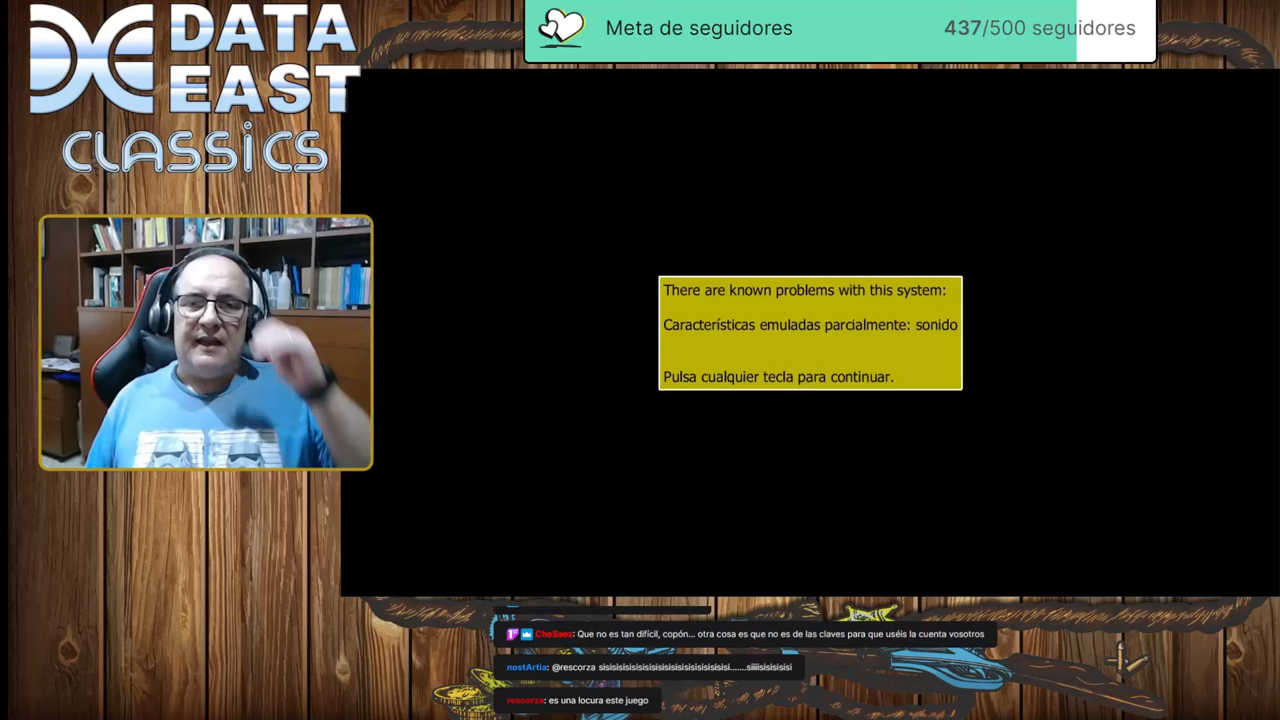 DATA
EAST
CLASSiCS
Meta de seguidores
437/500 seguidores
There are known problems with this system:
Características emuladas parcialmente: sonido
Pulsa cualquier tecla para continuar.
CheSaez: Que no es tan difícil, copón... otra cosa es que no es de las claves para que uséis la cuenta vosotros
nostArtia: @rescorza sisisisisisisisisisisisisisisisisi.......siiiisisisisi
rescorza: es una locura este juego